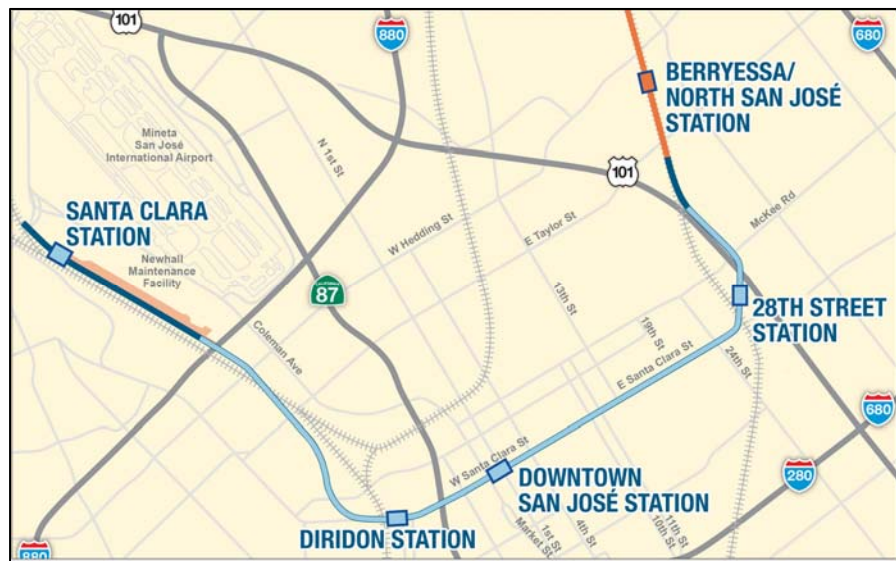 101
880
680
BERRYESSA/
NORTH SAN JOSÉ
STATION
Mineta
San José
International Airport
N 1st St
101
McKee Rd
SANTA CLARA
STATION
W Hedding St
E Taylor St
Newhall
Maintenance
Facility
CALIFORNIA
87
13th St
28TH STREET
STATION
Coleman Ave
19th St
24th St
E Santa Clara St
680
W Santa Clara St
280
DOWNTOWN
SAN JOSÉ STATION
DIRIDON STATION
Market St
1st St
4th St
10th St
11th St
880